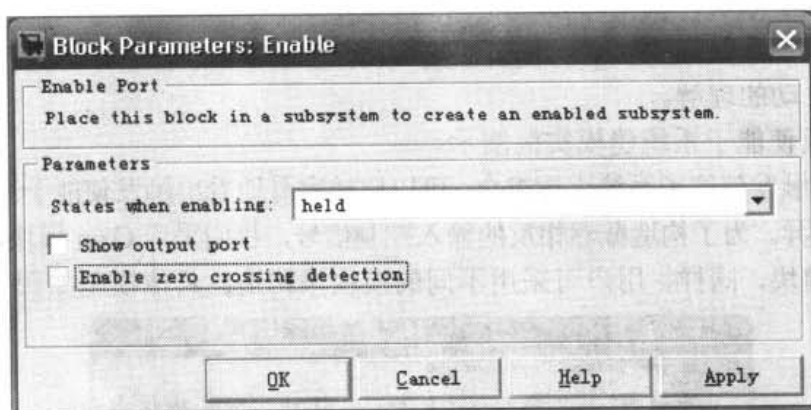 Block Parameters: Enable
Enable Port
Place this block in a subsystem to create an enabled subsystem.
Parameters
States when enabling: held
Show output port
Enable zero crossing detection
OK Cancel Help Apply